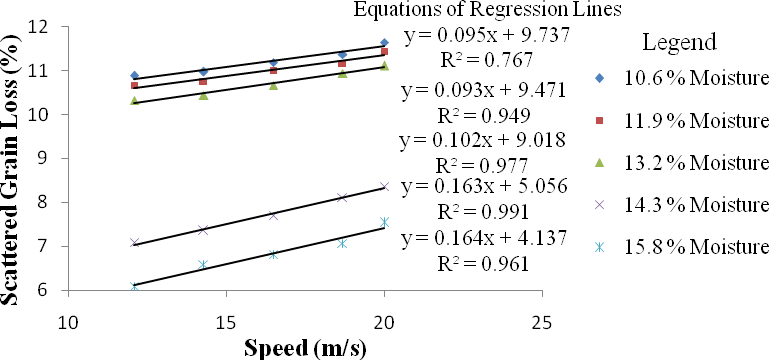 Equations of Regression Lines
y = 0.095x + 9.737
R² = 0.767
y = 0.093x + 9.471
R² = 0.949
y = 0.102x + 9.018
R² = 0.977
y = 0.163x + 5.056
R² = 0.991
y = 0.164x + 4.137
R² = 0.961
Legend
10.6 % Moisture
11.9 % Moisture
13.2 % Moisture
14.3 % Moisture
15.8 % Moisture
Scattered Grain Loss (%)
12
11
10
9
8
7
6
10
15
20
25
Speed (m/s)